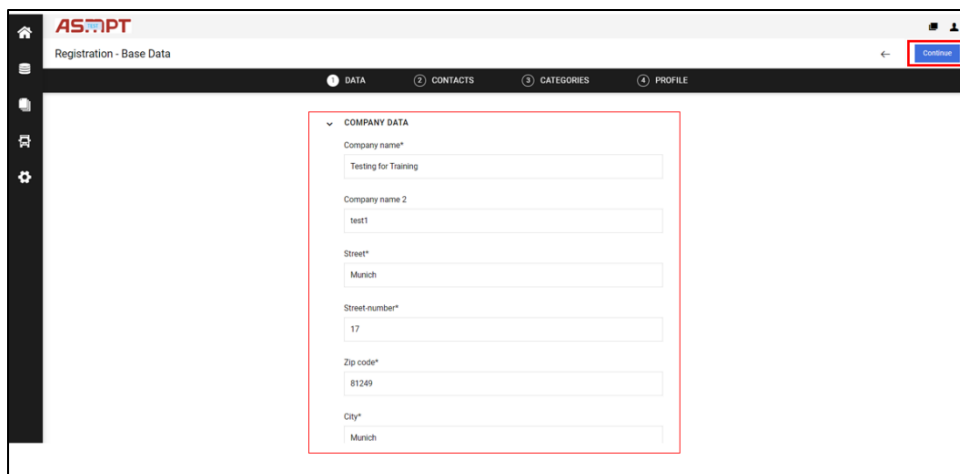 ASMPT
Registration - Base Data
Continue
1 DATA 2 CONTACTS 3 CATEGORIES 4 PROFILE
COMPANY DATA
Company name*
Testing for Training
Company name 2
test1
Street*
Munich
Street-number*
17
Zip code*
81249
City*
Munich